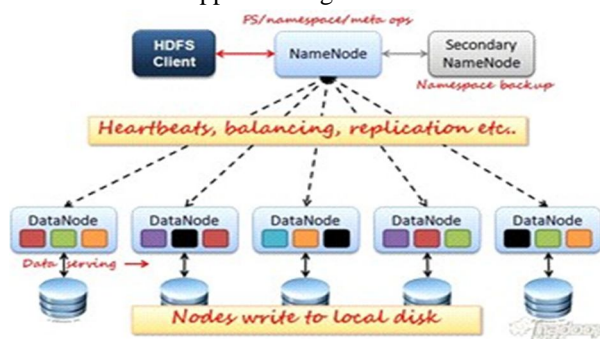 FS/namespace/meta ops
HDFS
Client
NameNode
Secondary
NameNode
Namespace backup
Heartbeats, balancing, replication etc..
DataNode
DataNode
DataNode
DataNode
DataNode
Data serving
Nodes write to local disk